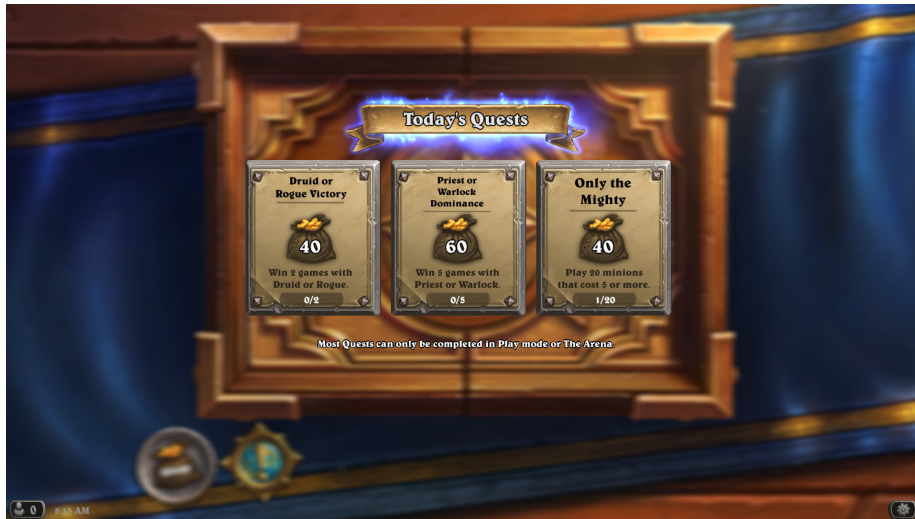 Today's Quests
Druid or
Rogue Victory
40
Win 2 games with
Druid or Rogue.
0/2
Priest or
Warlock
Dominance
60
Win 5 games with
Priest or Warlock.
0/5
Only the
Mighty
40
Play 20 minions
that cost 5 or more.
1/20
Most Quests can only be completed in Play mode or The Arena.
0
AM